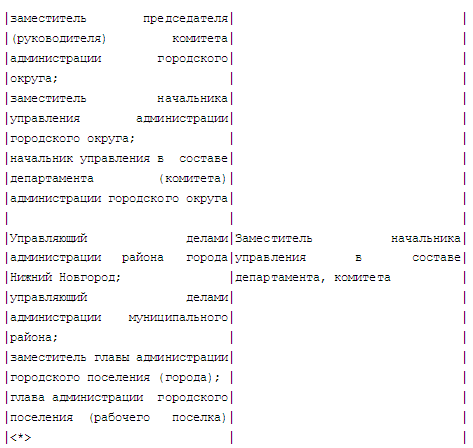 |заместитель председателя| |
|(руководителя) комитета| |
|администрации городского| |
|округа; | |
|заместитель начальника| |
|управления администрации| |
|городского округа; | |
|начальник управления в составе| |
|департамента (комитета)| |
|администрации городского округа| |
| | |
|Управляющий делами|Заместитель начальника|
|администрации района города|управления в составе|
|Нижний Новгород; |департамента, комитета |
|управляющий делами| |
|администрации муниципального| |
|района; | |
|заместитель главы администрации| |
|городского поселения (города); | |
|глава администрации городского| |
|поселения (рабочего поселка)| |
|<*> | |